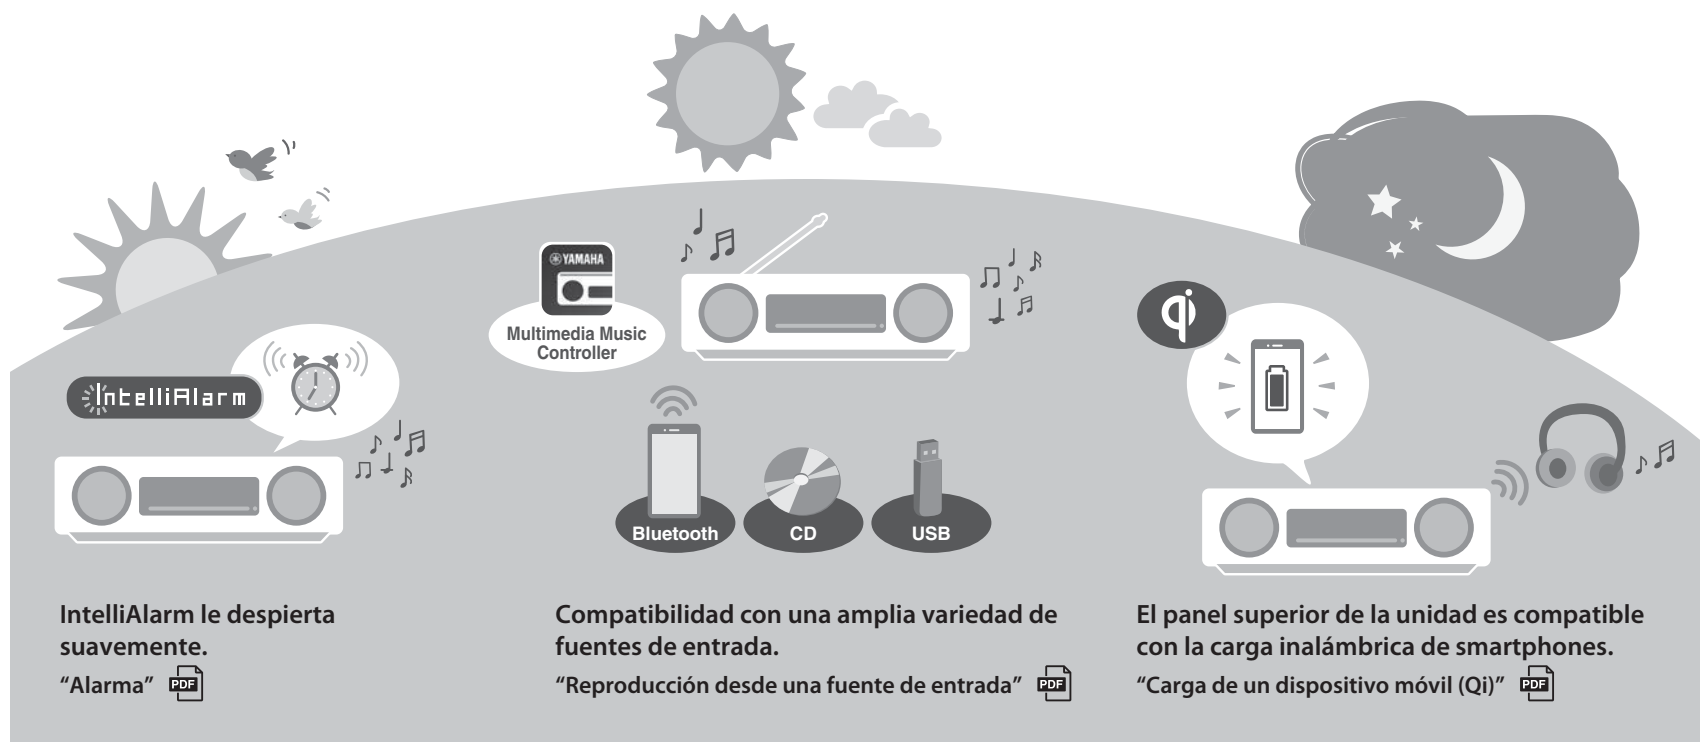 YAMAHA
Multimedia Music
Controller
IntelliAlarm
Bluetooth
CD
USB
qi
IntelliAlarm le despierta
suavemente.
“Alarma” PDF
Compatibilidad con una amplia variedad de
fuentes de entrada.
“Reproducción desde una fuente de entrada” PDF
El panel superior de la unidad es compatible
con la carga inalámbrica de smartphones.
“Carga de un dispositivo móvil (Qi)” PDF